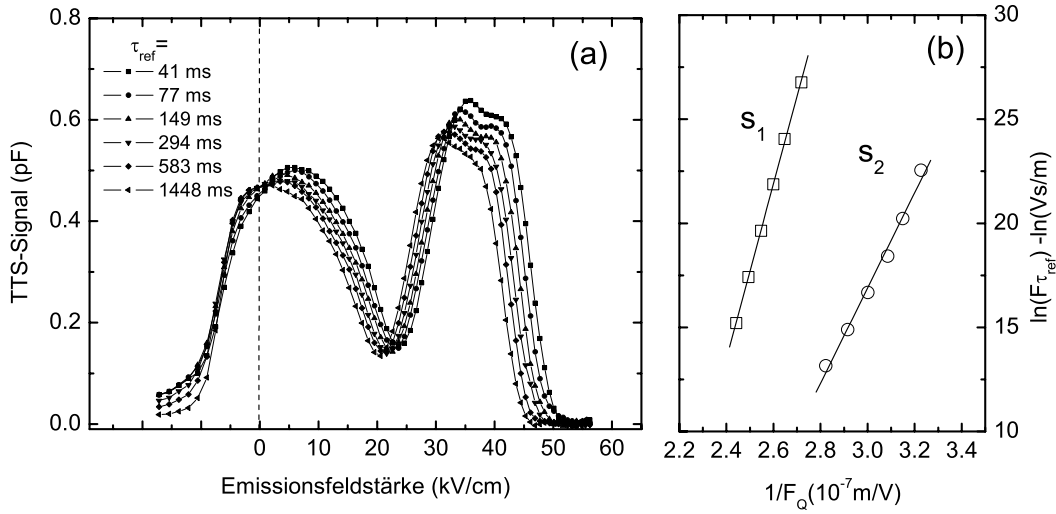 (a)
τref=
41 ms
77 ms
149 ms
294 ms
583 ms
1448 ms
0.8
0.6
0.4
0.2
0.0
TTS-Signal (pF)
0 10 20 30 40 50 60
Emissionsfeldstärke (kV/cm)
(b)
s1
s2
30
25
20
15
10
ln(Fτref) -ln(Vs/m)
2.2 2.4 2.6 2.8 3.0 3.2 3.4
1/FQ(10-7m/V)